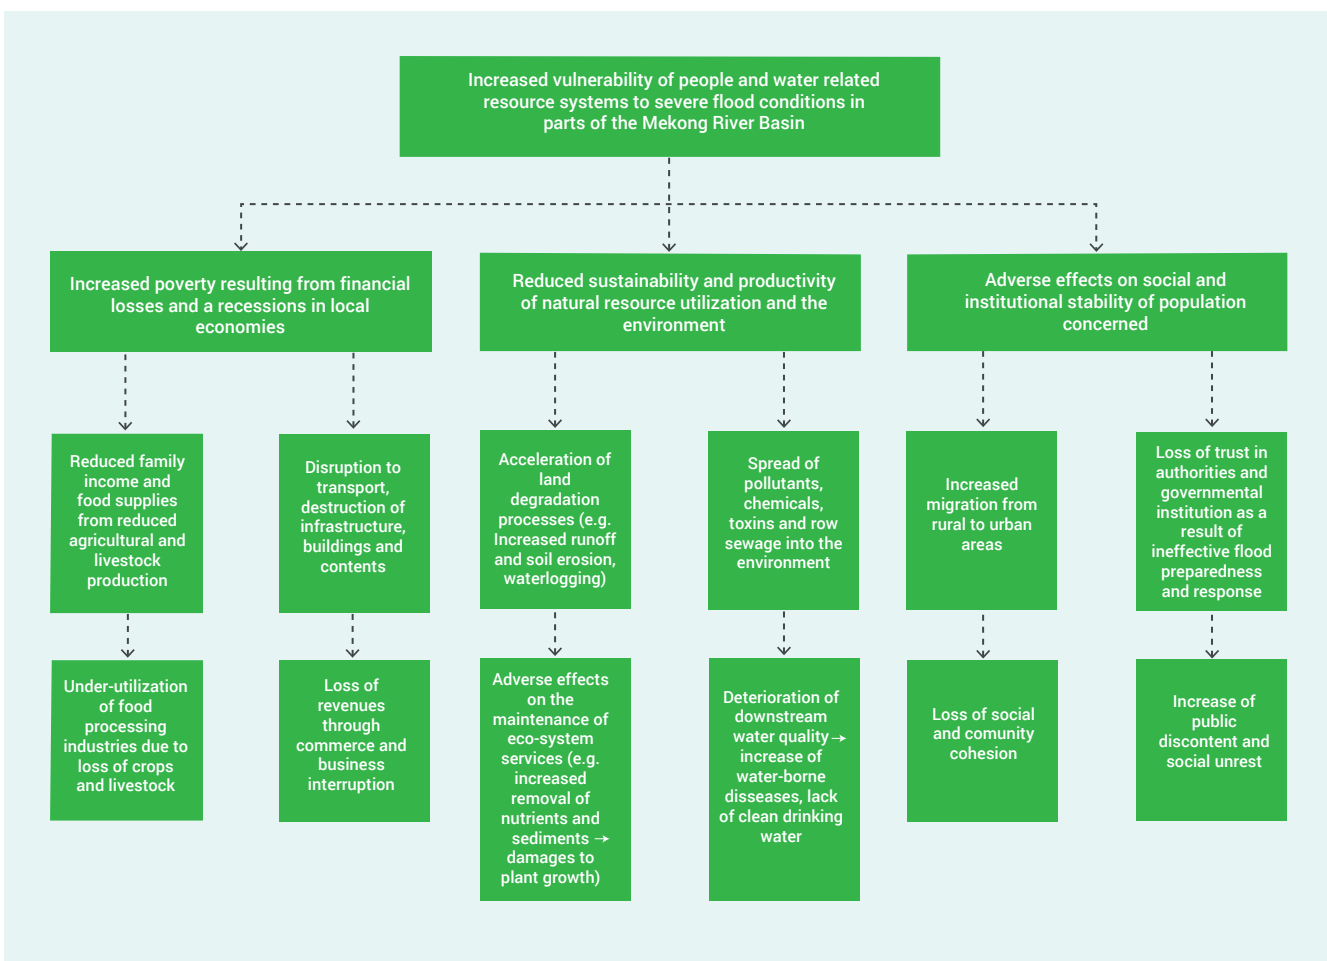 Increased vulnerability of people and water related
resource systems to severe flood conditions in
parts of the Mekong River Basin
Increased poverty resulting from financial
losses and a recessions in local
economies
Reduced sustainability and productivity
of natural resource utilization and the
environment
Adverse effects on social and
institutional stability of population
concerned
Reduced family
income and
food supplies
from reduced
agricultural and
livestock
production
Disruption to
transport,
destruction of
infrastructure,
buildings and
contents
Acceleration of
land
degradation
processes (e.g.
Increased runoff
and soil erosion,
waterlogging)
Spread of
pollutants,
chemicals,
toxins and row
sewage into the
environment
Increased
migration from
rural to urban
areas
Loss of trust in
authorities and
governmental
institution as a
result of
ineffective flood
preparedness
and response
Under-utilization
of food
processing
industries due to
loss of crops
and livestock
Loss of
revenues
through
commerce and
business
interruption
Adverse effects
on the
maintenance of
eco-system
services (e.g.
increased
removal of
nutrients and
sediments →
damages to
plant growth)
Deterioration of
downstream
water quality →
increase of
water-borne
disseases, lack
of clean drinking
water
Loss of social
and comunity
cohesion
Increase of
public
discontent and
social unrest